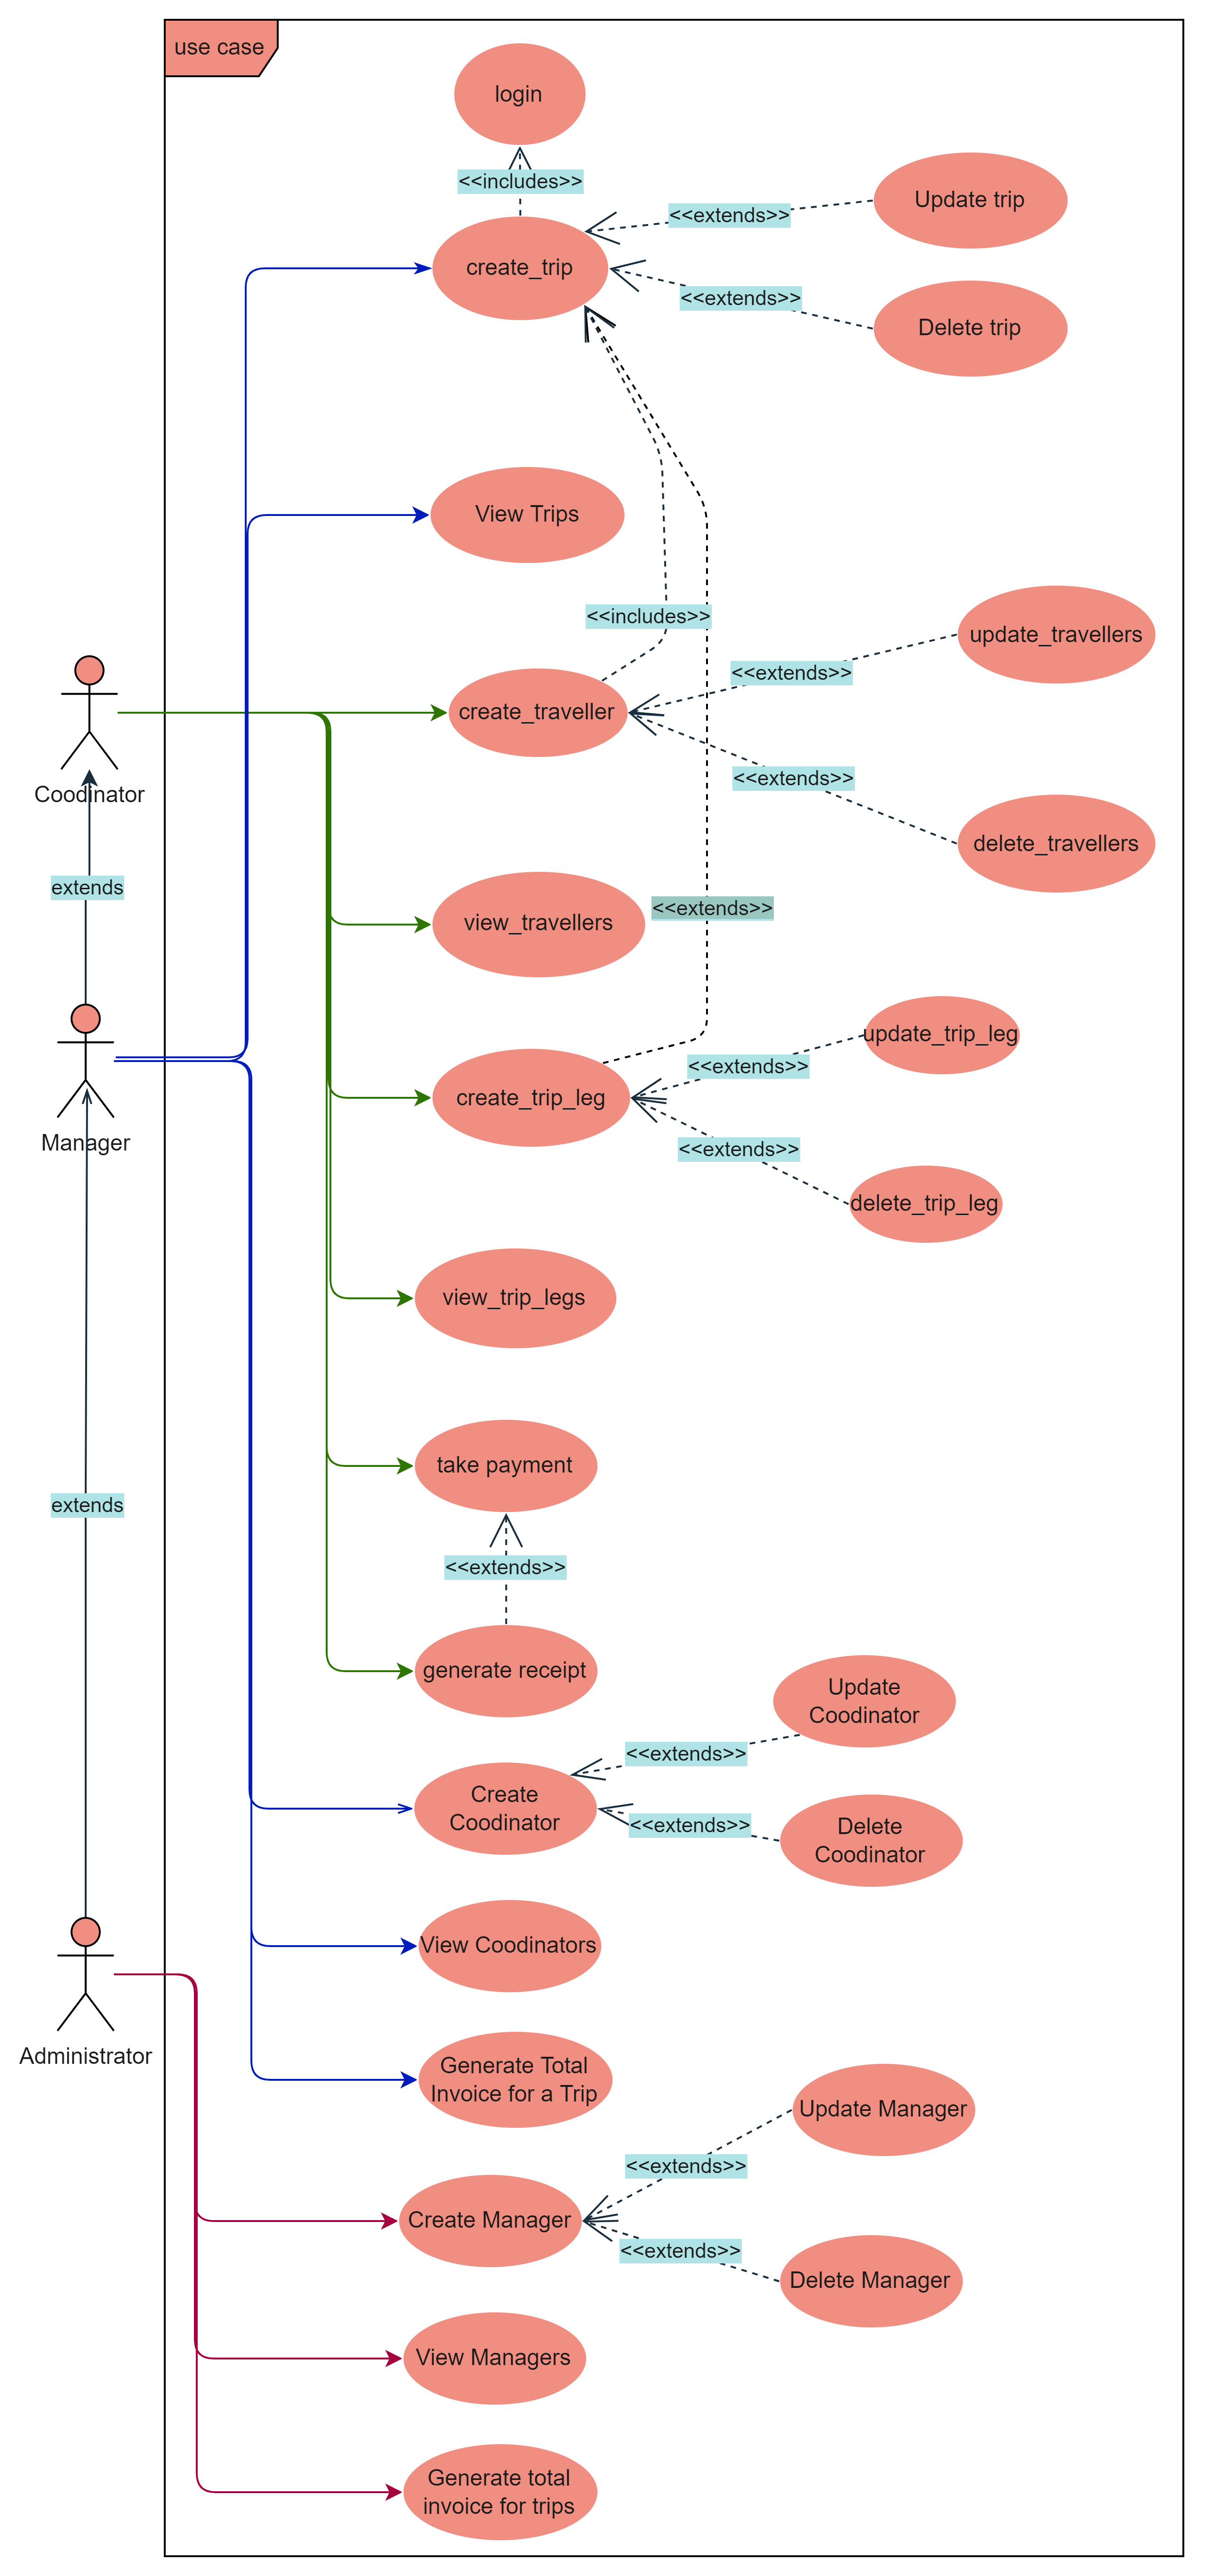 use case
login
<<includes>>
Update trip
<<extends>>
create_trip
<<extends>>
Delete trip
View Trips
<<includes>>
update_travellers
<<extends>>
create_traveller
<<extends>>
Coodinator
delete_travellers
extends
<<extends>>
view_travellers
update_trip_leg
<<extends>>
create_trip_leg
Manager
<<extends>>
delete_trip_leg
view_trip_legs
take payment
extends
<<extends>>
generate receipt
Update
Coodinator
<<extends>>
Create
Coodinator
<<extends>>
Delete
Coodinator
View Coodinators
Administrator
Generate Total
Invoice for a Trip
Update Manager
<<extends>>
Create Manager
<<extends>>
Delete Manager
View Managers
Generate total
invoice for trips